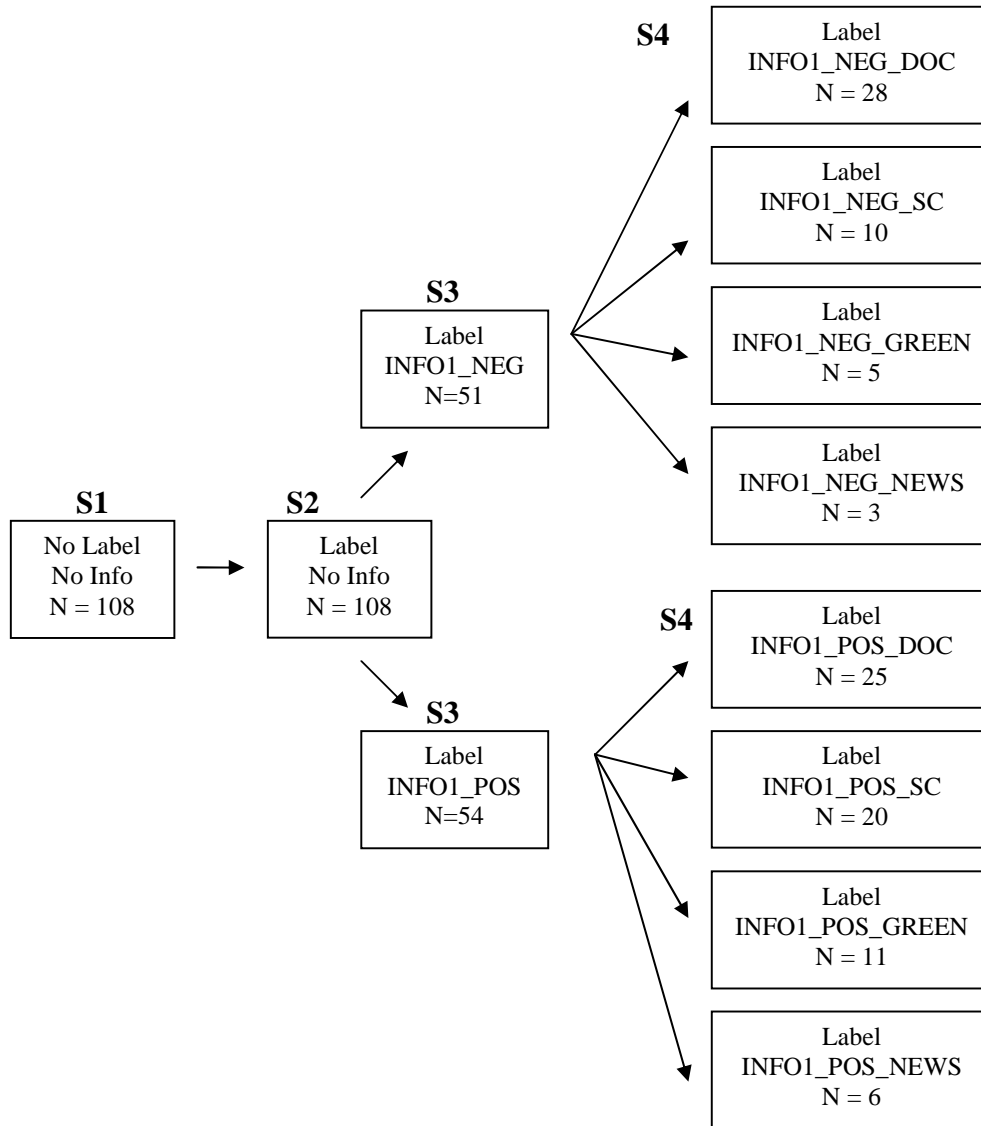 S4
Label
INFO1_NEG_DOC
N = 28
Label
INFO1_NEG_SC
N = 10
S3
Label
INFO1_NEG
N=51
Label
INFO1_NEG_GREEN
N = 5
Label
INFO1_NEG_NEWS
N = 3
S1
No Label
No Info
N = 108
S2
Label
No Info
N = 108
S4
Label
INFO1_POS_DOC
N = 25
S3
Label
INFO1_POS
N=54
Label
INFO1_POS_SC
N = 20
Label
INFO1_POS_GREEN
N = 11
Label
INFO1_POS_NEWS
N = 6